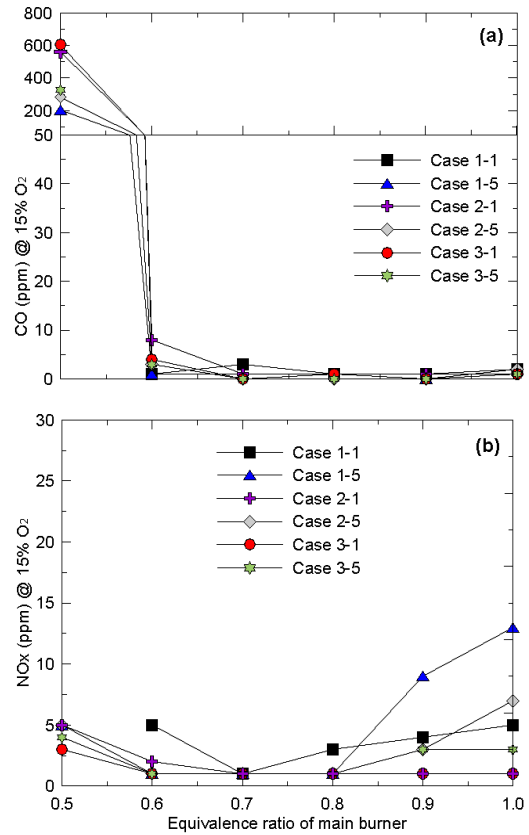 (a)
800
600
400
200
50
40
30
20
10
0
CO (ppm) @ 15% O2
Case 1-1
Case 1-5
Case 2-1
Case 2-5
Case 3-1
Case 3-5
(b)
30
25
20
15
10
5
0
NOx (ppm) @ 15% O2
Case 1-1
Case 1-5
Case 2-1
Case 2-5
Case 3-1
Case 3-5
0.5 0.6 0.7 0.8 0.9 1.0
Equivalence ratio of main burner